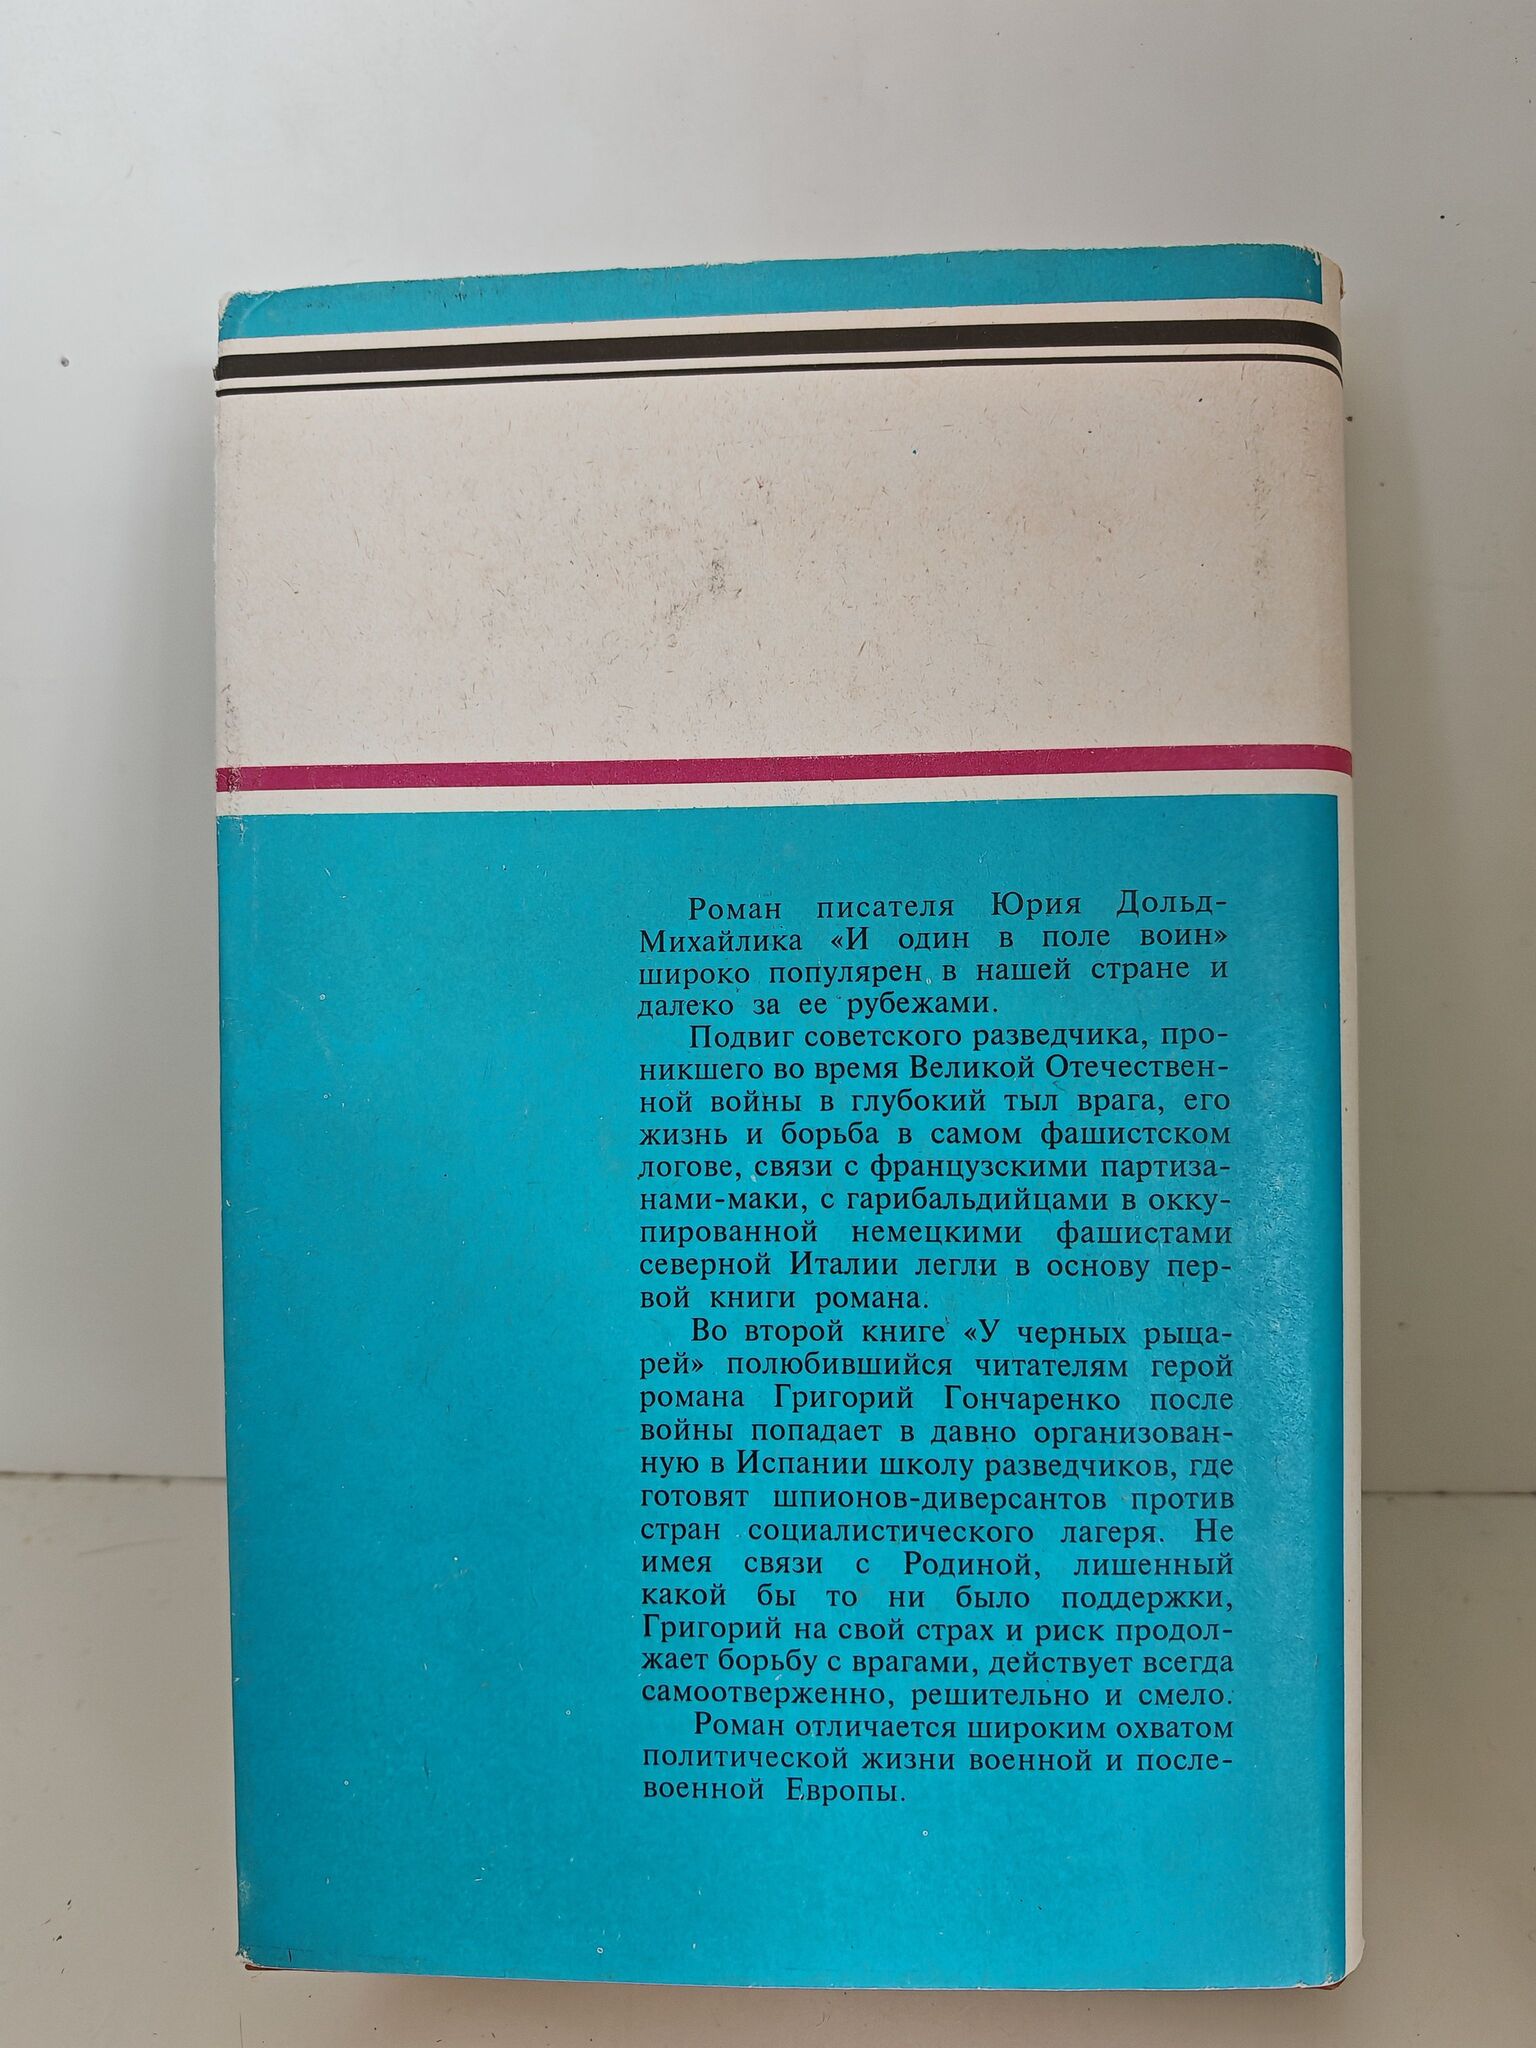 Роман писателя Юрия Дольд-
Михайлика «И один в поле воин»
широко популярен в нашей стране и
далеко за ее рубежами.
Подвиг советского разведчика, про-
никшего во время Великой Отечествен-
ной войны в глубокий тыл врага, его
жизнь и борьба в самом фашистском
логове, связи с французскими партиза-
нами-маки, с гарибальдийцами в окку-
пированной немецкими фашистами
северной Италии легли в основу пер-
вой книги романа.
Во второй книге «У черных рыца-
рей» полюбившийся читателям герой
романа Григорий Гончаренко после
войны попадает в давно организован-
ную в Испании школу разведчиков, где
готовят шпионов-диверсантов против
стран социалистического лагеря. Не
имея связи с Родиной, лишенный
какой бы то ни было поддержки,
Григорий на свой страх и риск продол-
жает борьбу с врагами, действует всегда
самоотверженно, решительно и смело.
Роман отличается широким охватом
политической жизни военной и после-
военной Европы.